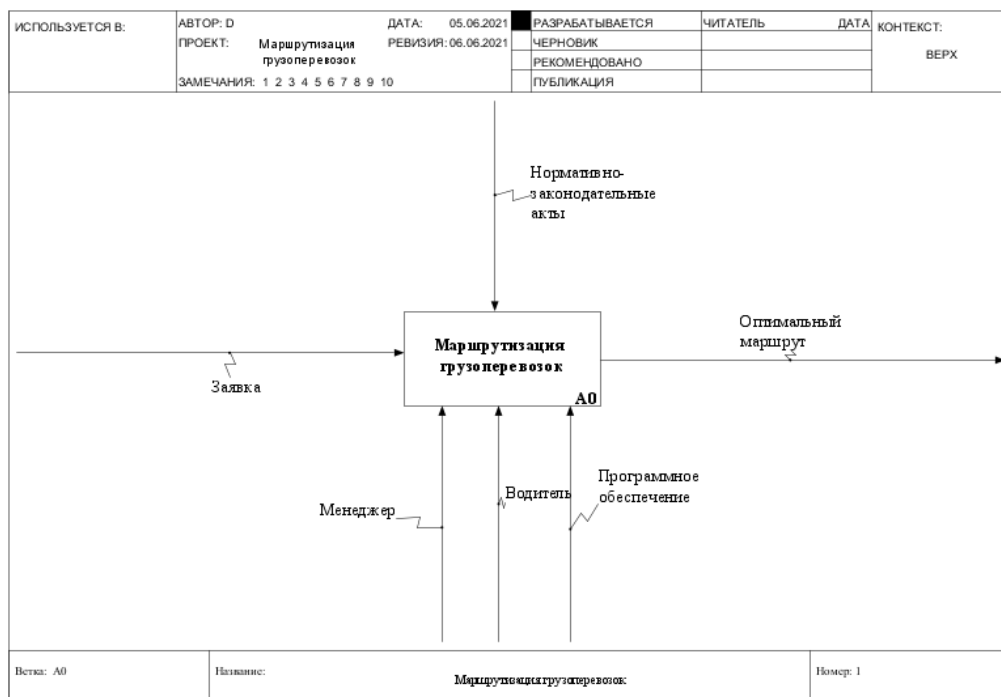 ИСПОЛЬЗУЕТСЯ В:
АВТОР: D
ДАТА: 05.06.2021
РАЗРАБАТЫВАЕТСЯ
ЧИТАТЕЛЬ
ДАТА
КОНТЕКСТ:
ПРОЕКТ: Маршрутизация
грузоперевозок
РЕВИЗИЯ: 06.06.2021
ЧЕРНОВИК
ВЕРХ
РЕКОМЕНДОВАНО
ЗАМЕЧАНИЯ: 1 2 3 4 5 6 7 8 9 10
ПУБЛИКАЦИЯ
Нормативно-
законодательные
акты
Оптимальный
маршрут
Маршрутизация
грузоперевозок
А0
Заявка
Программное
обеспечение
Водитель
Менеджер
Ветка: А0
Название:
Маршрутизация грузоперевозок
Номер: 1